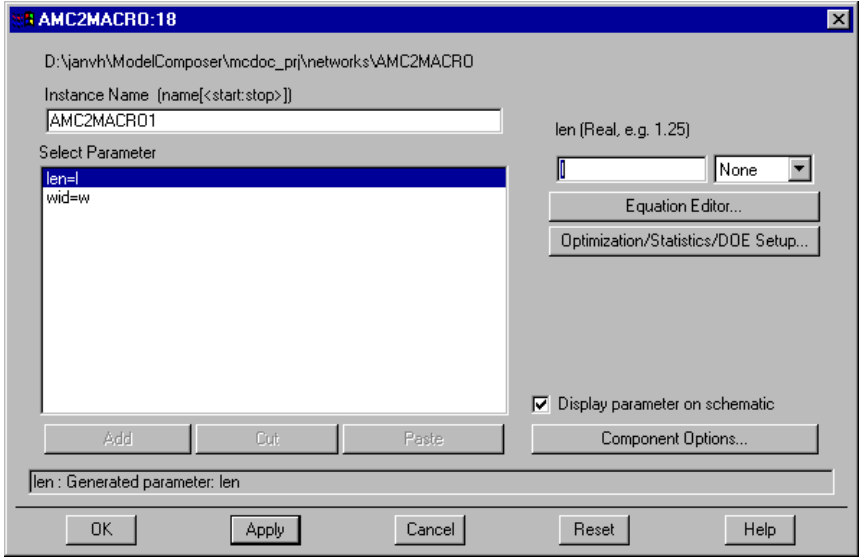 AMC2MACRO:18
D:\janvh\ModelComposer\mcdoc_prj\networks\AMC2MACRO
Instance Name (name[<start:stop>])
AMC2MACRO1
Select Parameter
len=l
wid=w
len (Real, e.g. 1.25)
l None
Equation Editor...
Optimization/Statistics/DOE Setup...
Display parameter on schematic
Add Cut Paste
Component Options...
len : Generated parameter: len
OK Apply Cancel Reset Help